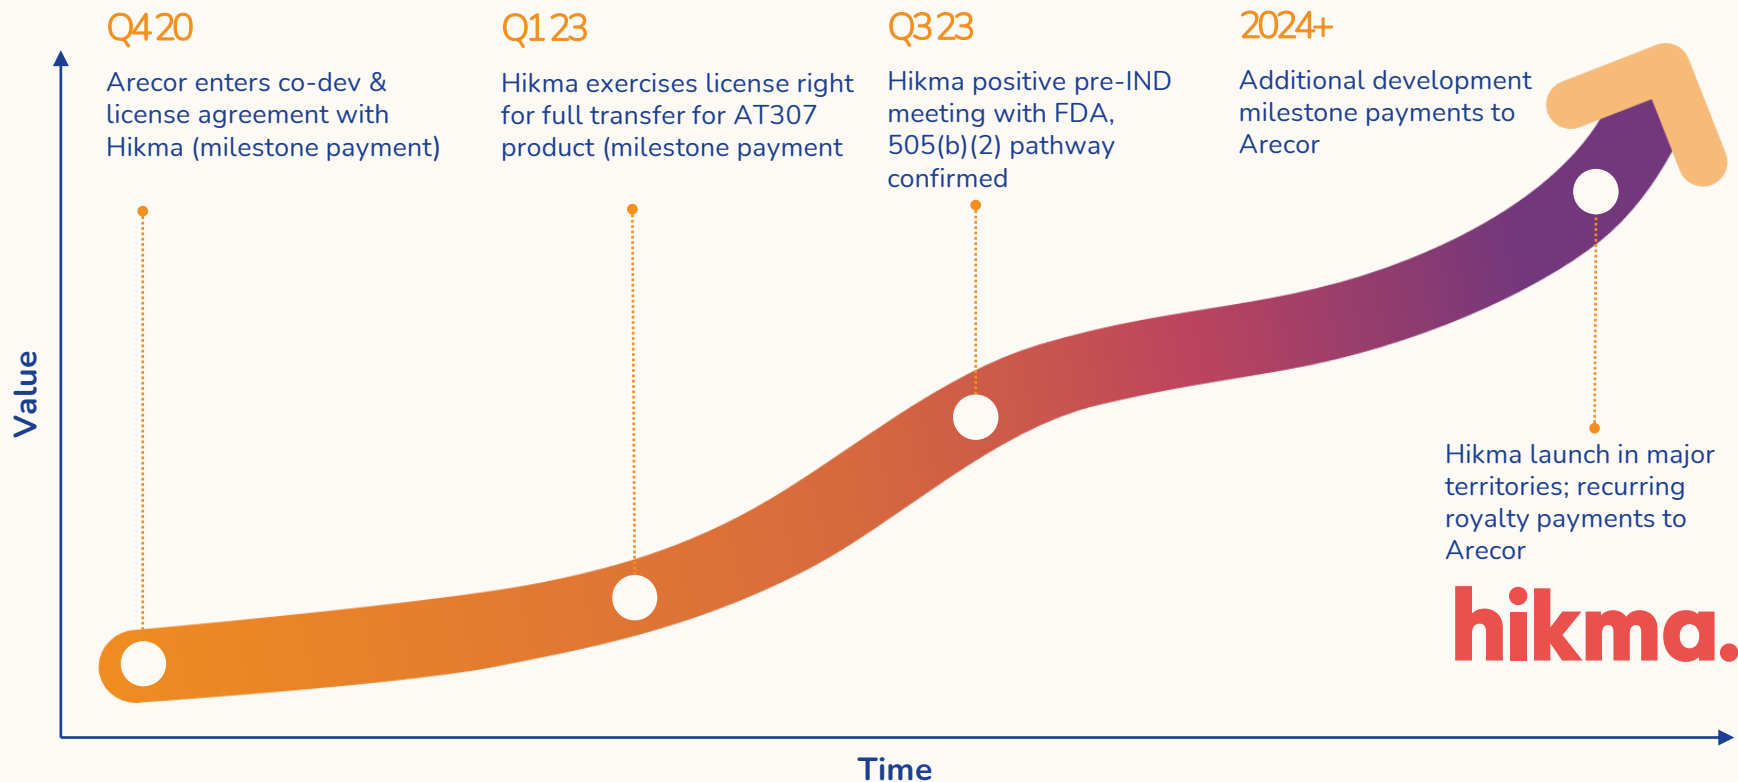 Q4 20
Arecor enters co-dev &
license agreement with
Hikma (milestone payment)
Q1 23
Hikma exercises license right
for full transfer for AT307
product (milestone payment
Q3 23
Hikma positive pre-IND
meeting with FDA,
505(b)(2) pathway
confirmed
2024+
Additional development
milestone payments to
Arecor
Value
Hikma launch in major
territories; recurring
royalty payments to
Arecor
hikma.
Time